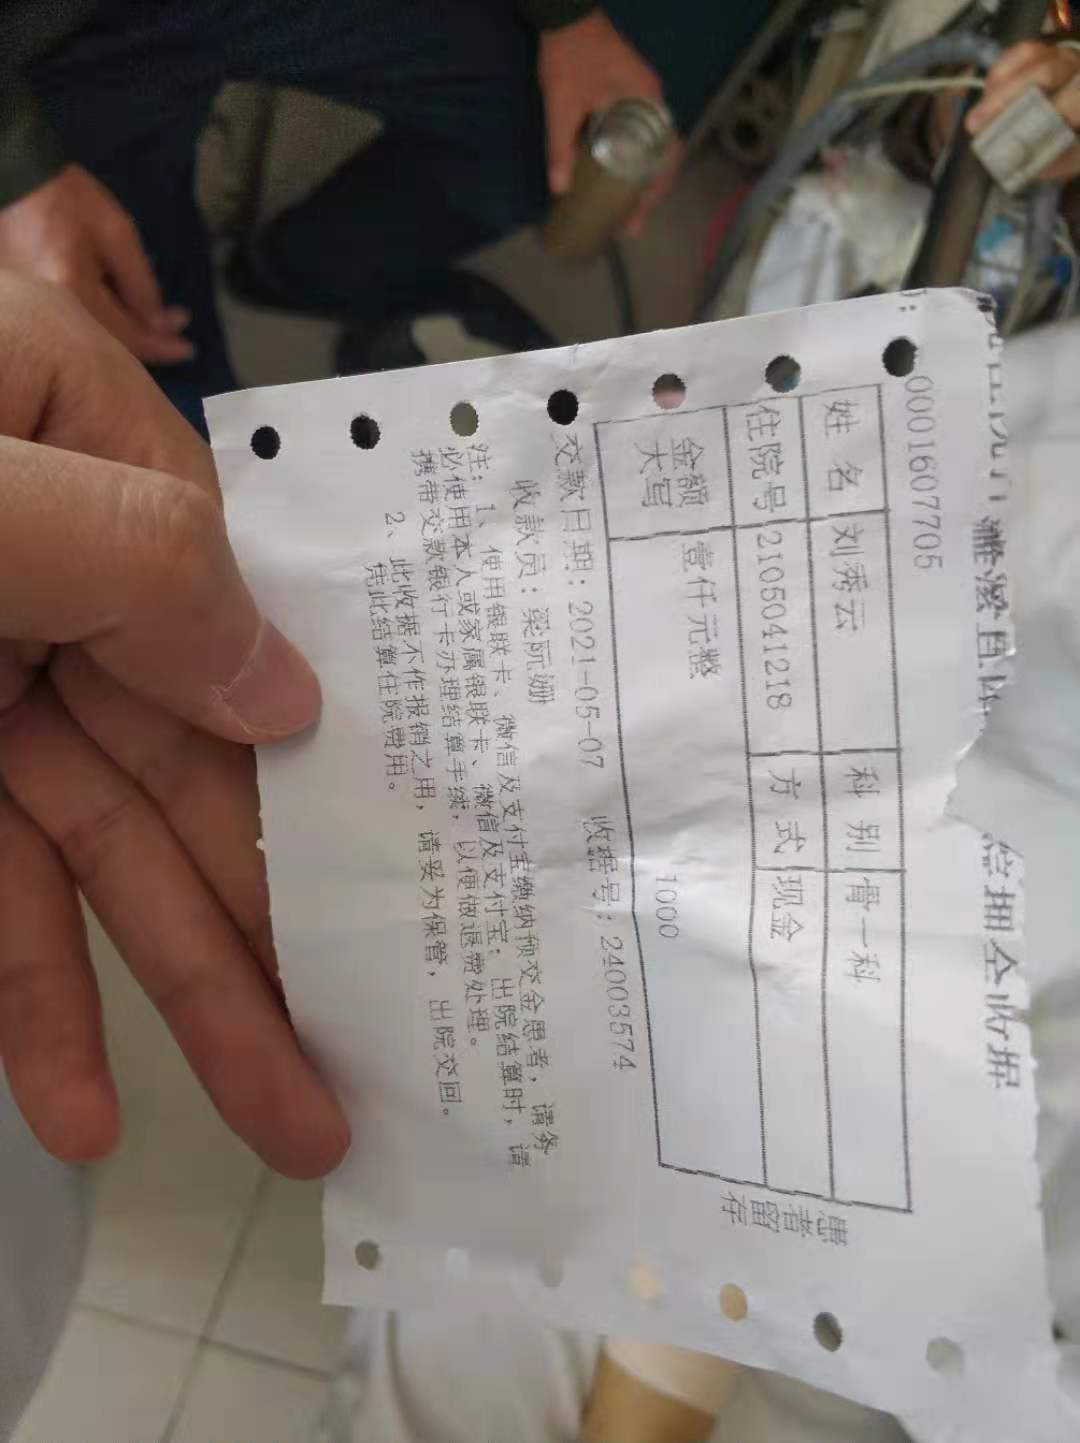 0001607705
姓 名 刘秀云 科 别 骨一科
住院号 2105041218 方 式 现金
金额
大写 壹仟元整 1000
患者留存
交款日期：2021-05-07 收据号：24003574
收款员：梁阮姗
注：1、使用银联卡、微信及支付宝缴纳预交金患者，请务
必使用本人或家属银联卡、微信及支付宝；出院结算时，请
携带交款银行卡办理结算手续，以便做退费处理。
2、此收据不作报销之用，请妥为保管，出院交回。
凭此结算住院费用。